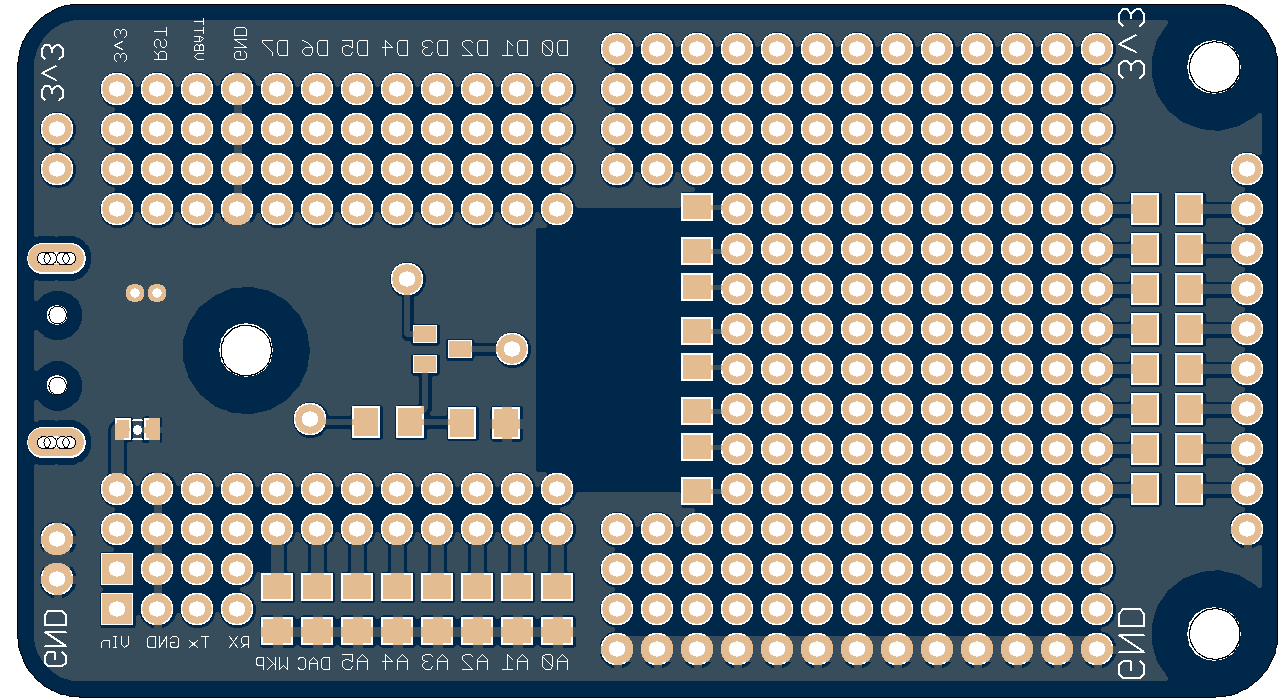 3v3
3v3 RST VBATT GND D7 D6 D5 D4 D3 D2 D1 D0
3v3
GND
VIn GND Tx RX
WKP DAC A5 A4 A3 A2 A1 A0
GND